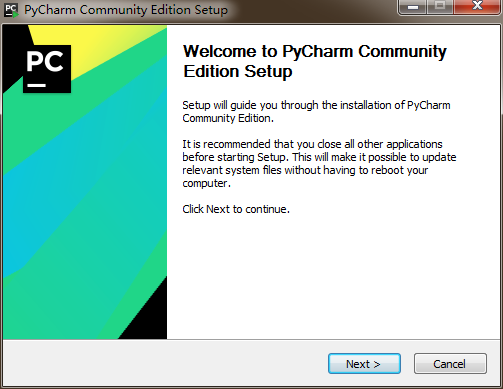 PyCharm Community Edition Setup
PC
Welcome to PyCharm Community
Edition Setup
Setup will guide you through the installation of PyCharm
Community Edition.
It is recommended that you close all other applications
before starting Setup. This will make it possible to update
relevant system files without having to reboot your
computer.
Click Next to continue.
Next >
Cancel